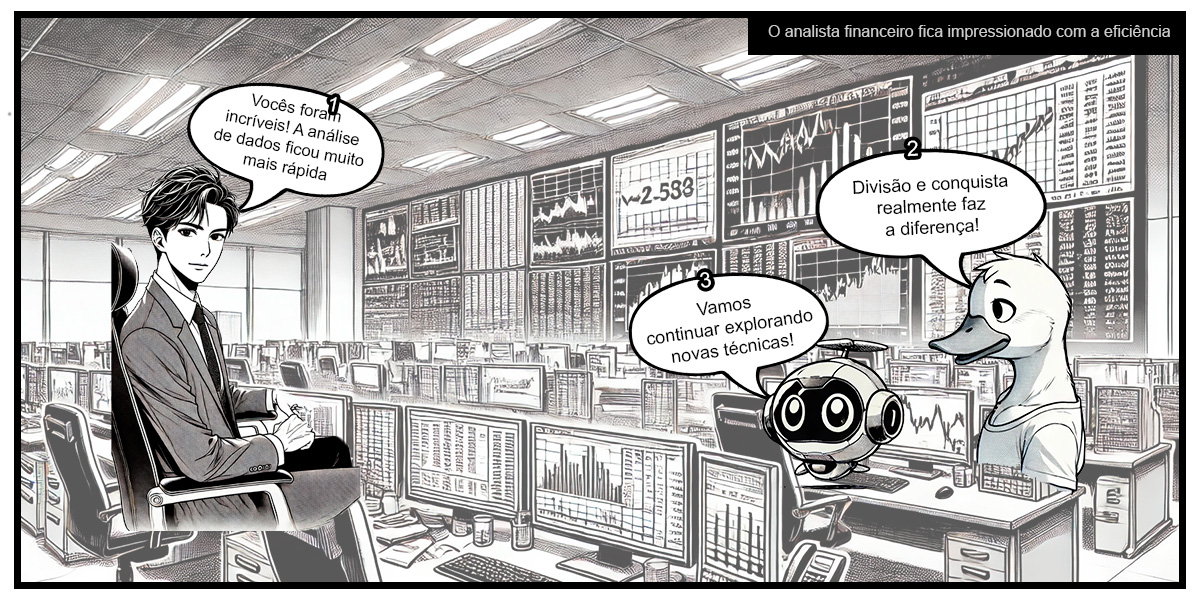 O analista financeiro fica impressionado com a eficiência
1
Vocês foram
incríveis! A análise
de dados ficou muito
mais rápida
2
Divisão e conquista
realmente faz
a diferença!
3
Vamos
continuar explorando
novas técnicas!
2-533